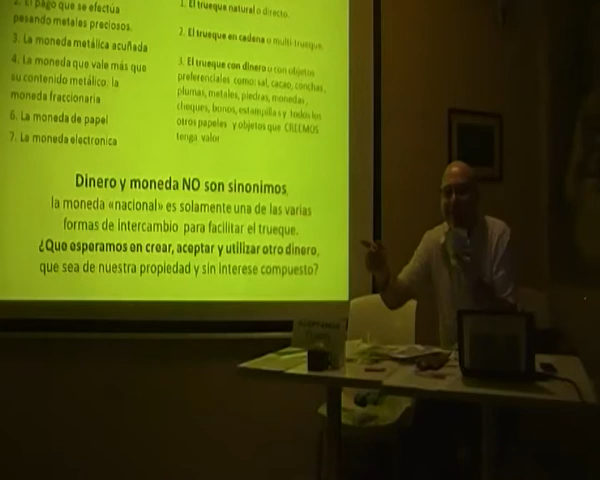 2. El pago que se efectúa
pesando metales preciosos.
3. La moneda metálica acuñada
4. La moneda que vale más que
su contenido metálico: la
moneda fraccionaria
6. La moneda de papel
7. La moneda electronica
1. El trueque natural o directo.
2. El trueque en cadena o multi trueque.
3. El trueque con dinero u con objetos
preferenciales como: sal, cacao, conchas,
plumas, metales, piedras, monedas,
cheques, bonos, estampillas y todos los
otros papeles y objetos que CREEMOS
tenga valor
Dinero y moneda NO son sinonimos,
la moneda «nacional» es solamente una de las varias
formas de intercambio para facilitar el trueque.
¿Que esperamos en crear, aceptar y utilizar otro dinero,
que sea de nuestra propiedad y sin interese compuesto?